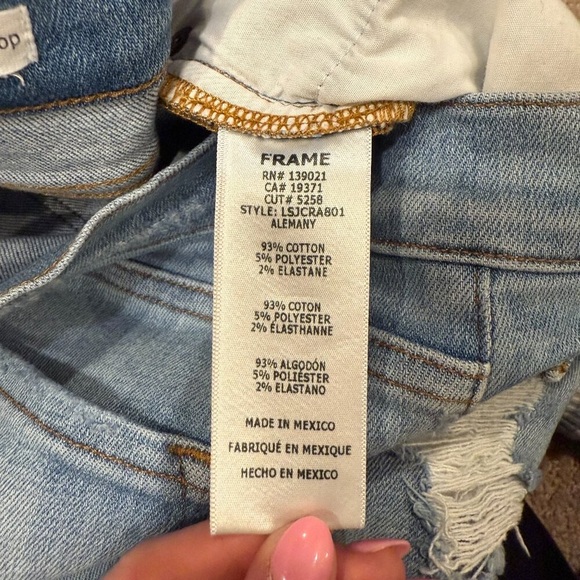 op
FRAME
RN# 139021
CA# 19371
CUT# 5258
STYLE: LSJCRA801
ALEMANY
93% COTTON
5% POLYESTER
2% ELASTANE
93% COTON
5% POLYESTER
2% ÉLASTHANNE
93% ALGODÓN
5% POLIÉSTER
2% ELASTANO
MADE IN MEXICO
FABRIQUÉ EN MEXIQUE
HECHO EN MEXICO